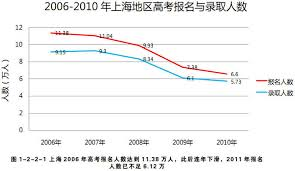 2006-2010 年上海地区高考报名与录取人数
人数（万人）
12
10
8
6
4
2
0
11.38
11.04
9.93
7.38
6.6
9.15
9.3
8.34
6.1
5.73
2006年
2007年
2008年
2009年
2010年
报名人数
录取人数
图 1-2-2-1 上海 2006 年高考报名人数达到 11.38 万人，此后连年下滑，2011 年报名
人数已不足 6.12 万